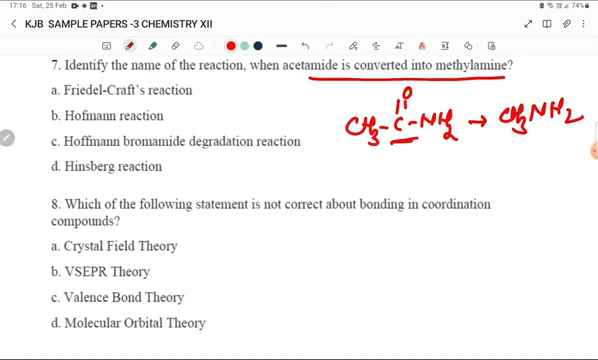 17:16 Sat, 25 Feb
74%
KJB SAMPLE PAPERS -3 CHEMISTRY XII
7. Identify the name of the reaction, when acetamide is converted into methylamine?
a. Friedel-Craft's reaction
b. Hofmann reaction
c. Hoffmann bromamide degradation reaction
d. Hinsberg reaction
O
CH3-C-NH2 → CH3NH2
8. Which of the following statement is not correct about bonding in coordination
compounds?
a. Crystal Field Theory
b. VSEPR Theory
c. Valence Bond Theory
d. Molecular Orbital Theory